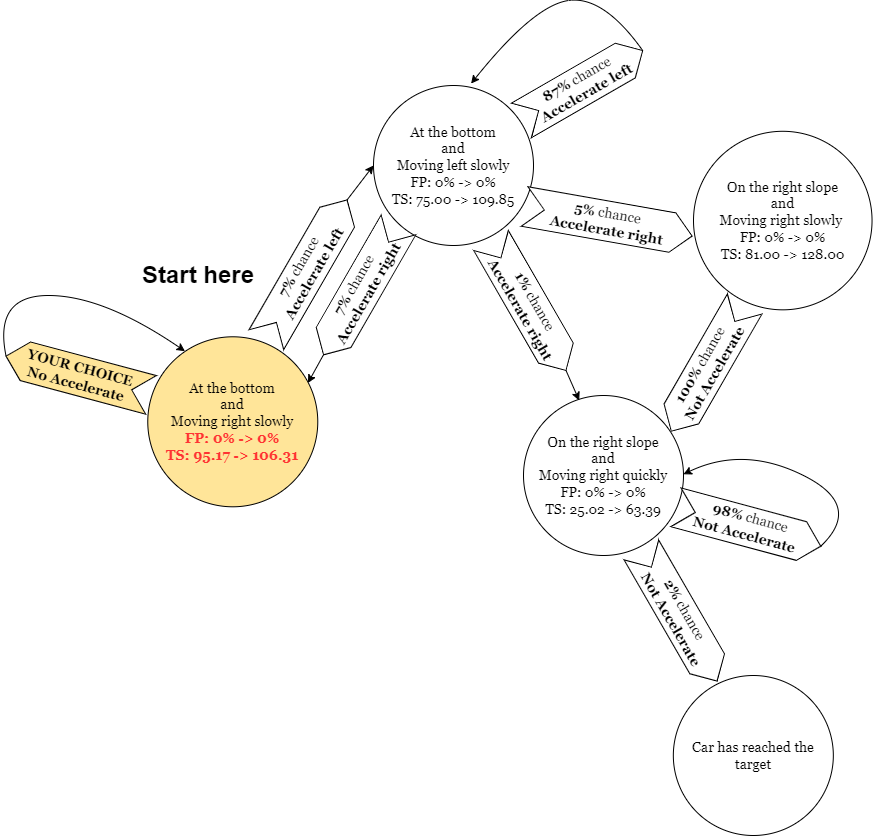 87% chance
Accelerate left
At the bottom
and
Moving left slowly
FP: 0% -> 0%
TS: 75.00 -> 109.85
5% chance
Accelerate right
On the right slope
and
Moving right slowly
FP: 0% -> 0%
TS: 81.00 -> 128.00
7% chance
Accelerate left
7% chance
Accelerate right
1% chance
Accelerate right
Start here
YOUR CHOICE
No Accelerate
At the bottom
and
Moving right slowly
FP: 0% -> 0%
TS: 95.17 -> 106.31
100% chance
Not Accelerate
On the right slope
and
Moving right quickly
FP: 0% -> 0%
TS: 25.02 -> 63.39
98% chance
Not Accelerate
2% chance
Not Accelerate
Car has reached the
target